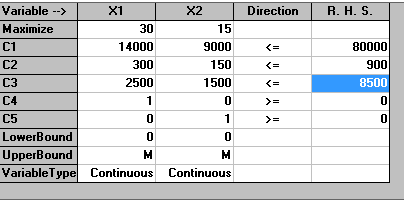 Variable --> X1 X2 Direction R. H. S.
Maximize 30 15
C1 14000 9000 <= 80000
C2 300 150 <= 900
C3 2500 1500 <= 8500
C4 1 0 >= 0
C5 0 1 >= 0
LowerBound 0 0
UpperBound M M
VariableType Continuous Continuous